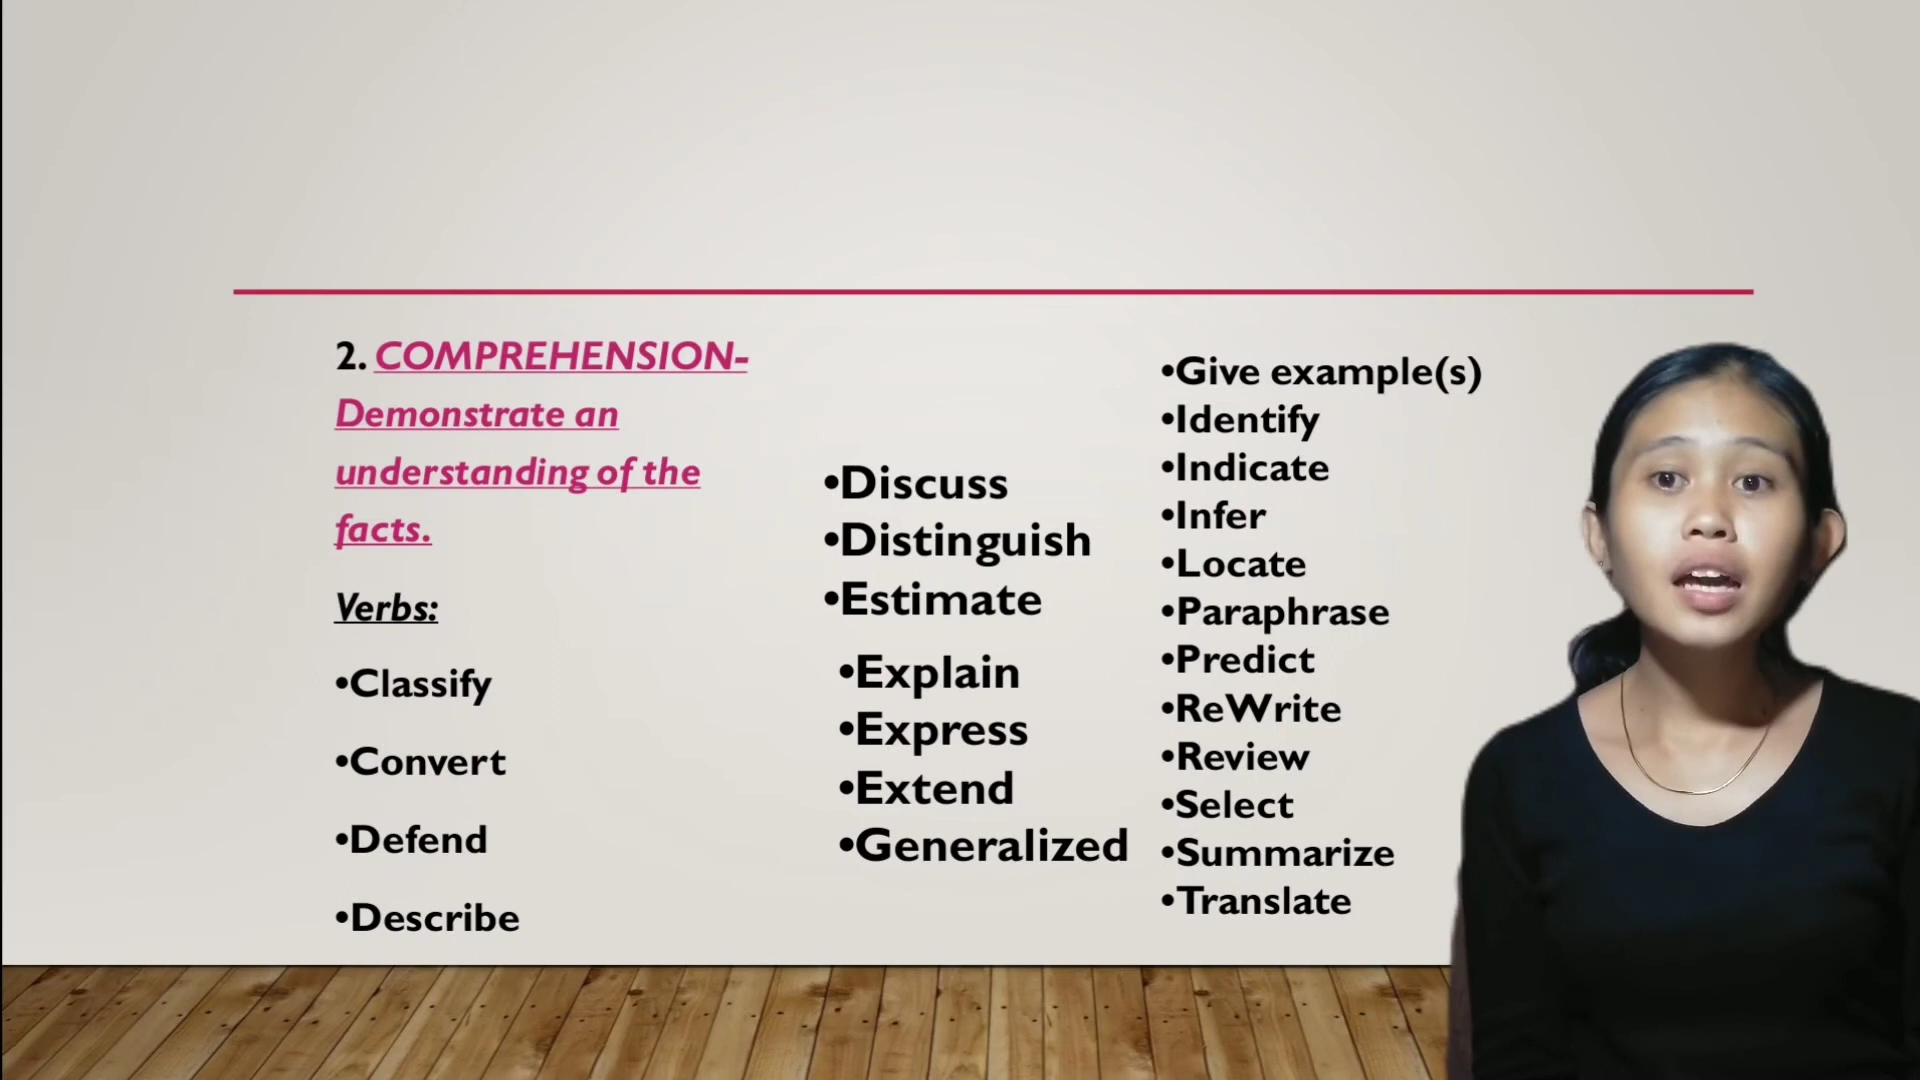 2. COMPREHENSION-
Demonstrate an
understanding of the
facts.
Verbs:
•Classify
•Convert
•Defend
•Describe
•Discuss
•Distinguish
•Estimate
•Explain
•Express
•Extend
•Generalized
•Give example(s)
•Identify
•Indicate
•Infer
•Locate
•Paraphrase
•Predict
•ReWrite
•Review
•Select
•Summarize
•Translate